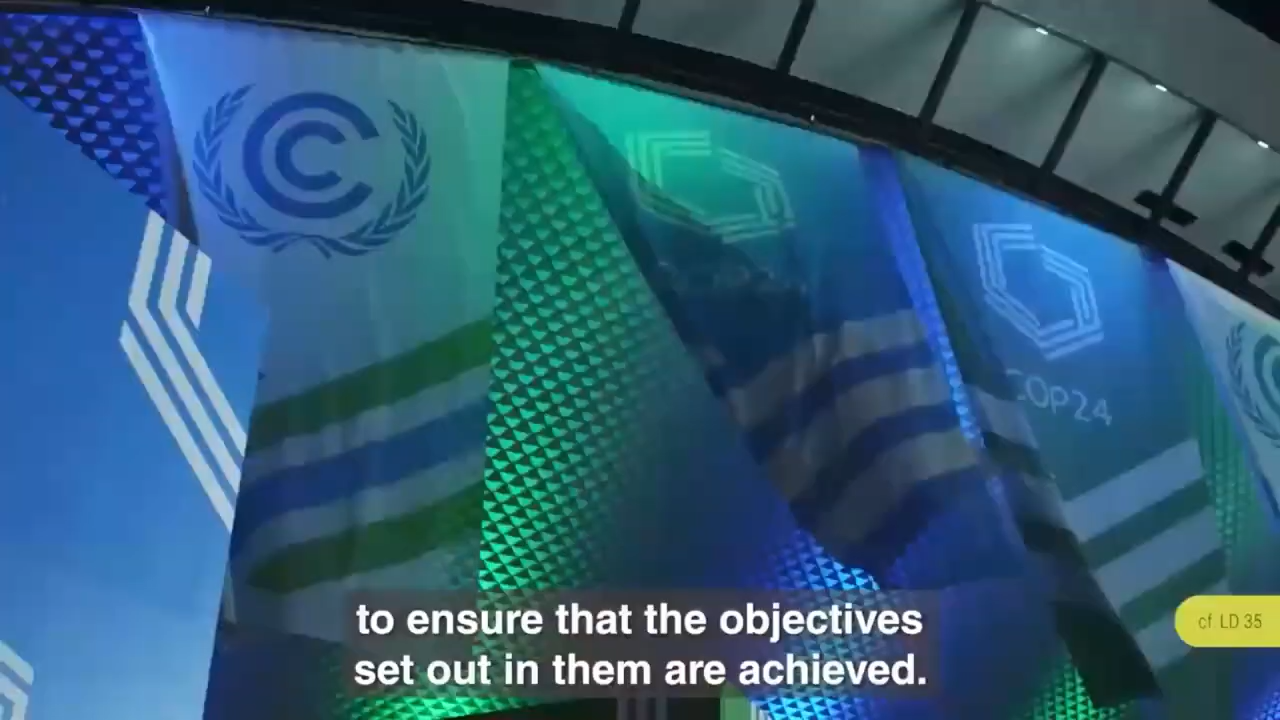 COP24
cf LD 35
to ensure that the objectives
set out in them are achieved.